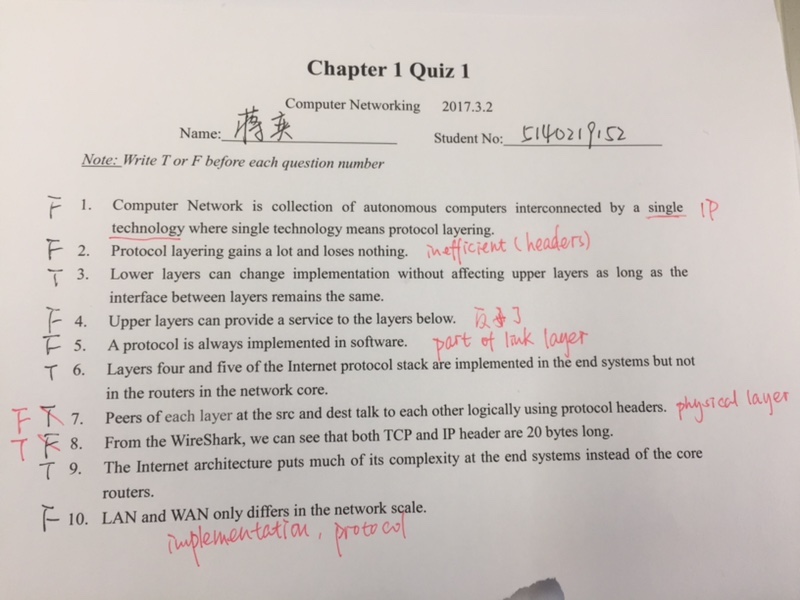 Chapter 1 Quiz 1
Computer Networking 2017.3.2
Name: 蒋奕 Student No: 5140219152
Note: Write T or F before each question number
F 1. Computer Network is collection of autonomous computers interconnected by a single IP
technology where single technology means protocol layering.
F 2. Protocol layering gains a lot and loses nothing. inefficient (headers)
T 3. Lower layers can change implementation without affecting upper layers as long as the
interface between layers remains the same.
F 4. Upper layers can provide a service to the layers below. 反了
F 5. A protocol is always implemented in software. part of link layer
T 6. Layers four and five of the Internet protocol stack are implemented in the end systems but not
in the routers in the network core.
F T 7. Peers of each layer at the src and dest talk to each other logically using protocol headers. physical layer
T F 8. From the WireShark, we can see that both TCP and IP header are 20 bytes long.
T 9. The Internet architecture puts much of its complexity at the end systems instead of the core
routers.
F 10. LAN and WAN only differs in the network scale.
implementation, protocol